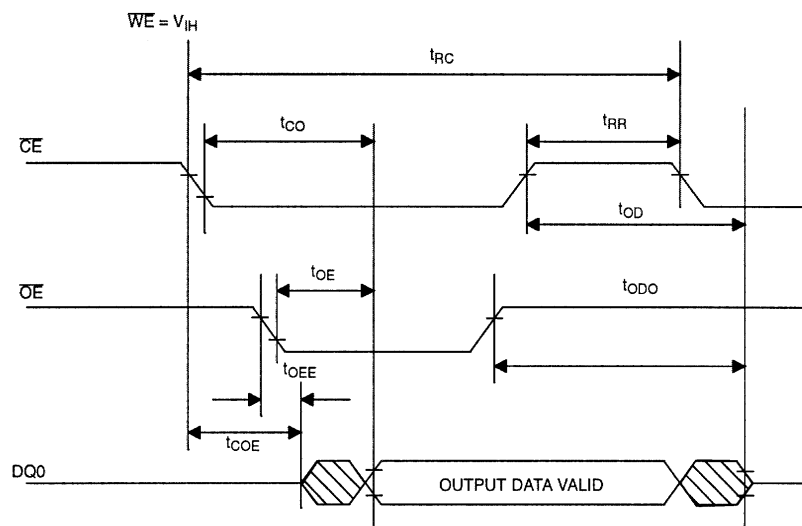 WE = VIH
tRC
tCO
tRR
CE
tOD
tOE
tODO
OE
tOEE
tCOE
DQ0
OUTPUT DATA VALID